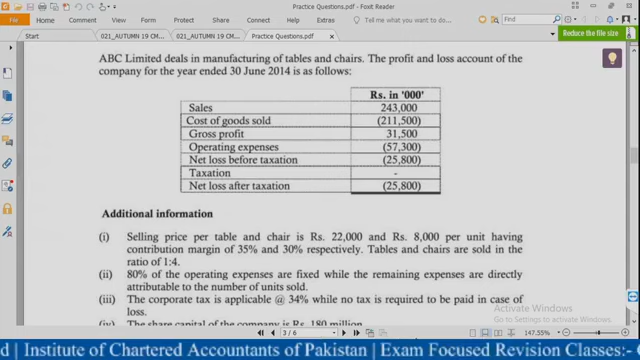 Practice Questions.pdf - Foxit Reader
Tell me what you want to do...
Find
Start
021_AUTUMN 19 CM...
021_AUTUMN 19 CM...
Practice Questions.pdf
Reduce the file size
ABC Limited deals in manufacturing of tables and chairs. The profit and loss account of the
company for the year ended 30 June 2014 is as follows:
Rs. in '000'
Sales 243,000
Cost of goods sold (211,500)
Gross profit 31,500
Operating expenses (57,300)
Net loss before taxation (25,800)
Taxation -
Net loss after taxation (25,800)
Additional information
(i) Selling price per table and chair is Rs. 22,000 and Rs. 8,000 per unit having
contribution margin of 35% and 30% respectively. Tables and chairs are sold in the
ratio of 1:4.
(ii) 80% of the operating expenses are fixed while the remaining expenses are directly
attributable to the number of units sold.
(iii) The corporate tax is applicable @ 34% while no tax is required to be paid in case of
loss.
(iv) The share capital of the company is Rs. 180 million.
Activate Windows
Go to Settings to activate Windows.
3 / 6
147.55%
d | Institute of Chartered Accountants of Pakistan | Exam Focused Revision Classes:-